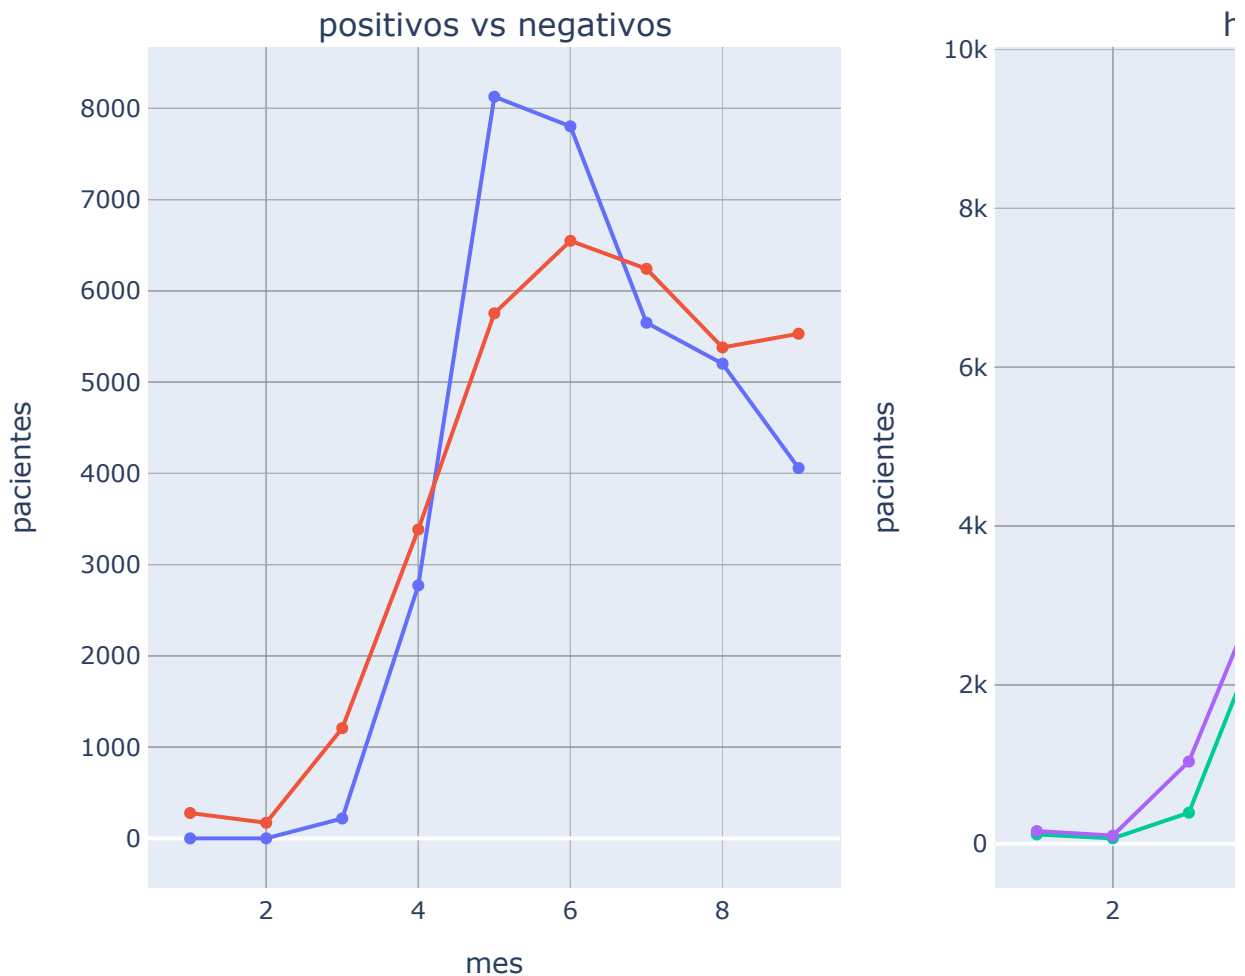 positivos vs negativos
8000
7000
6000
5000
4000
3000
2000
1000
0
pacientes
2 4 6 8
mes
h
10k
8k
6k
4k
2k
0
pacientes
2